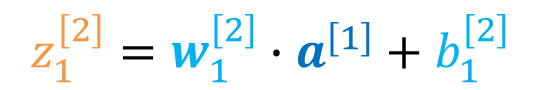 z₁^[2] = w₁^[2] · a^[1] + b₁^[2]